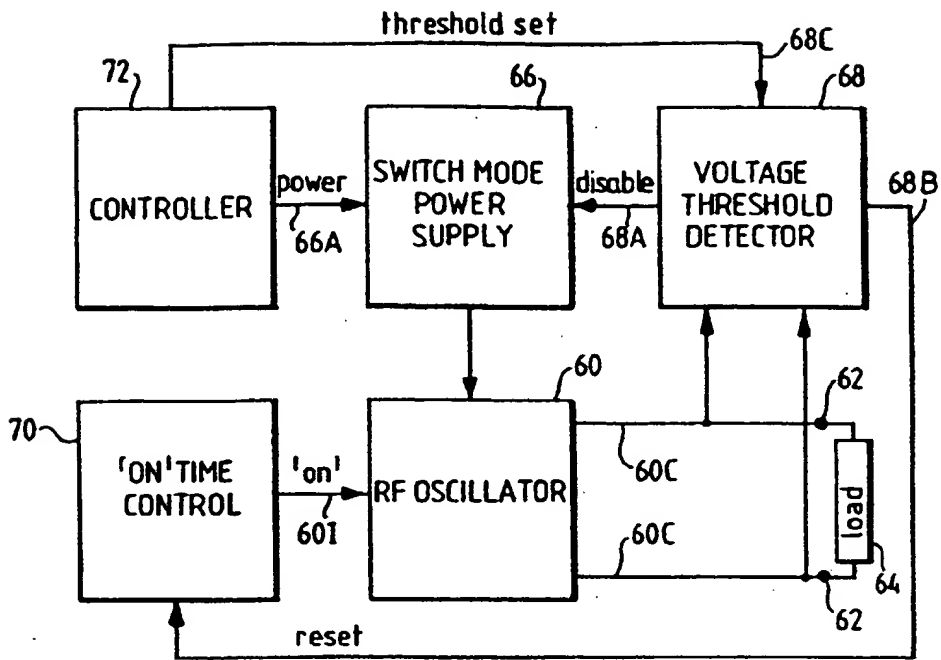 threshold set
68C
72
66
68
CONTROLLER
power
66A
SWITCH MODE
POWER
SUPPLY
disable
68A
VOLTAGE
THRESHOLD
DETECTOR
68B
70
'ON' TIME
CONTROL
'on'
60I
60
RF OSCILLATOR
60C
60C
62
load
64
62
reset